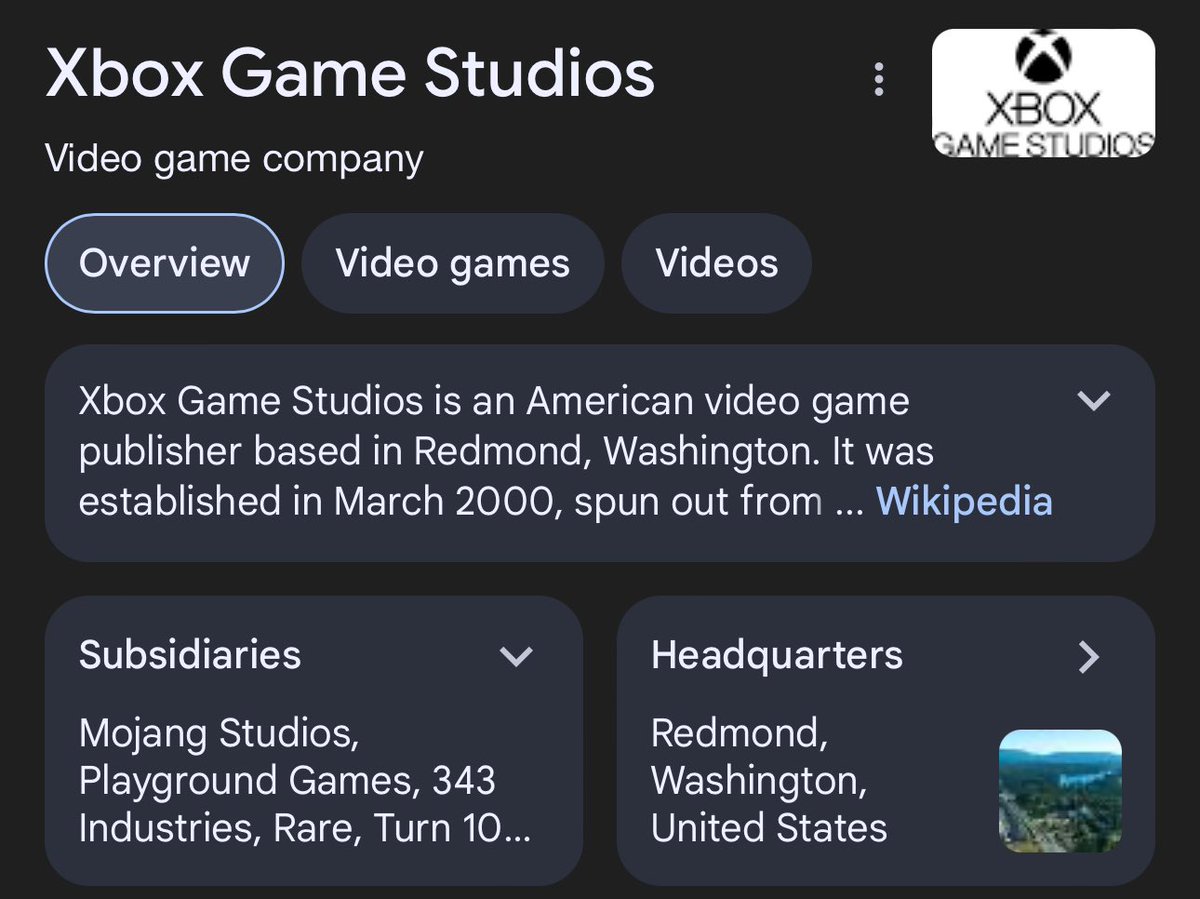 Xbox Game Studios
XBOX
GAME STUDIOS
Video game company
Overview
Video games
Videos
Xbox Game Studios is an American video game
publisher based in Redmond, Washington. It was
established in March 2000, spun out from ... Wikipedia
Subsidiaries
Mojang Studios,
Playground Games, 343
Industries, Rare, Turn 10...
Headquarters
Redmond,
Washington,
United States